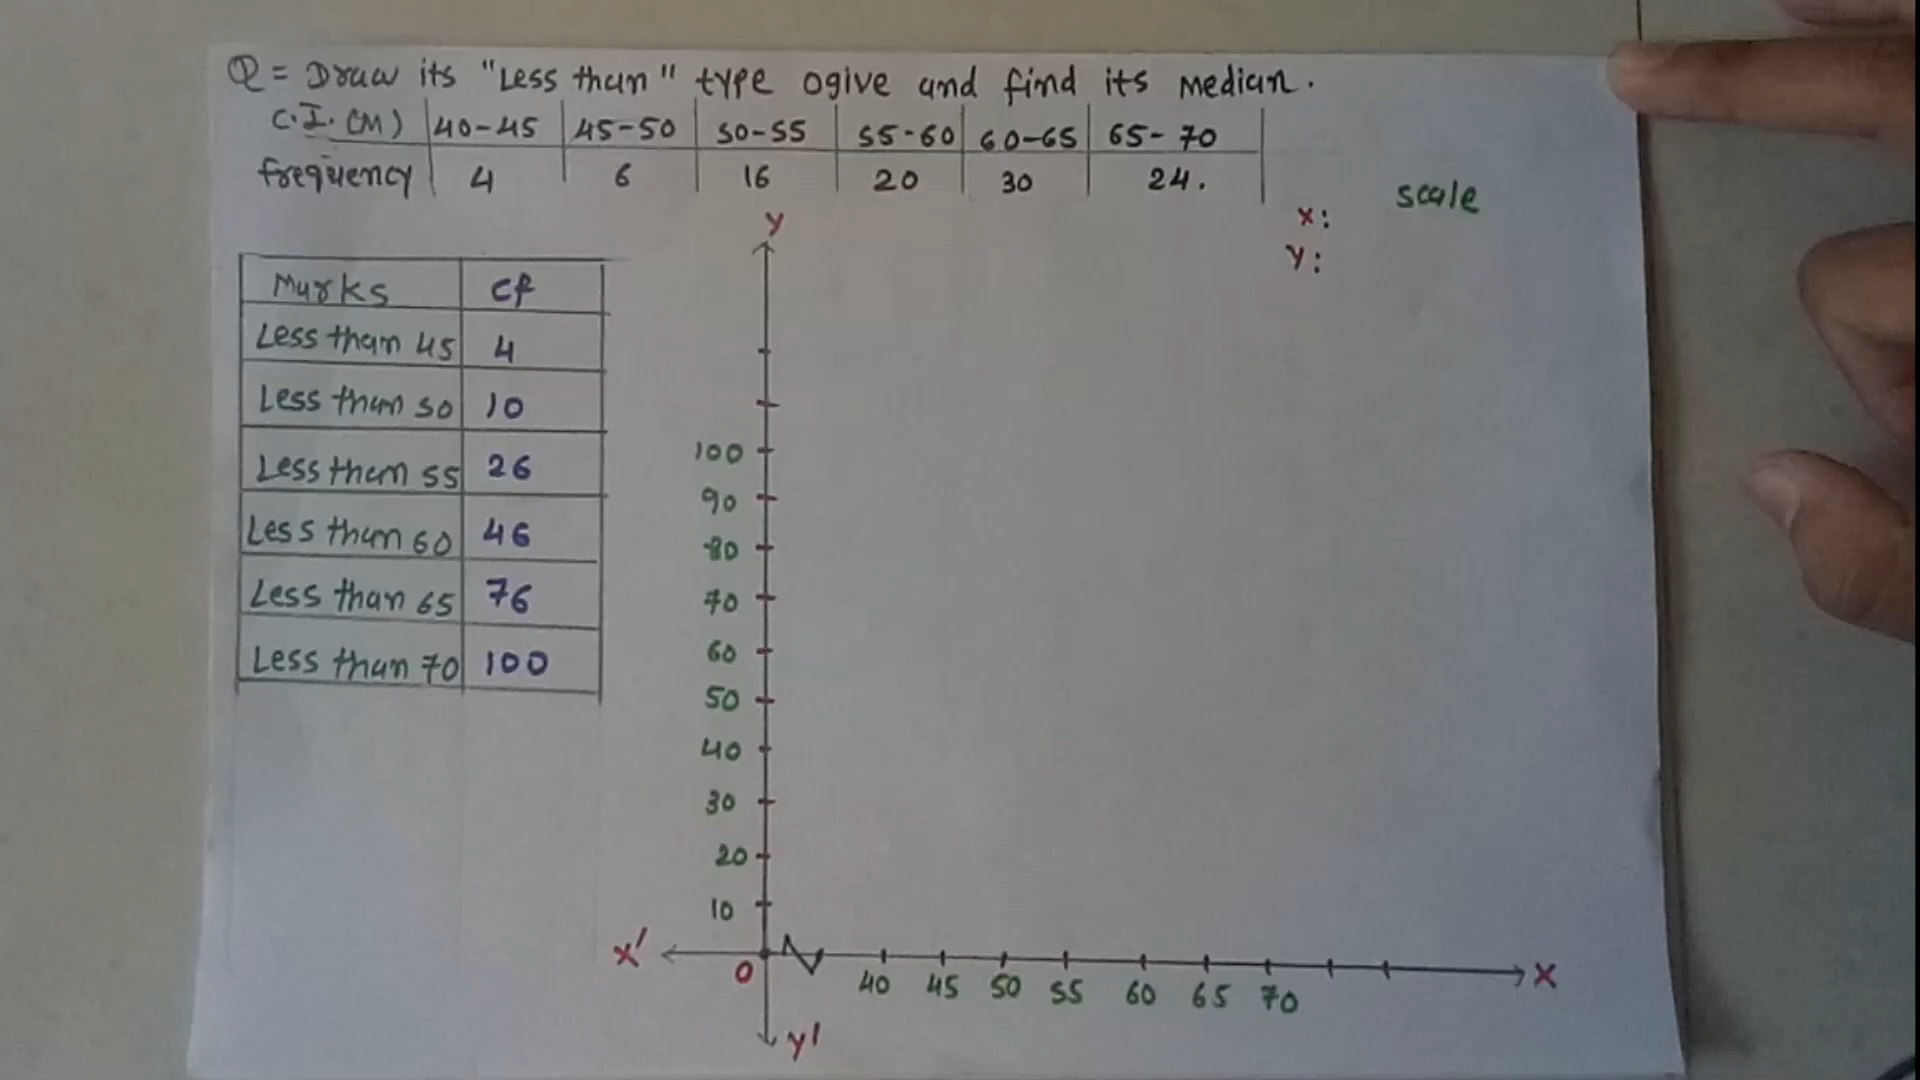 Q = Draw its "Less than" type ogive and find its median.
C.I. (M) 40-45 45-50 50-55 55-60 60-65 65-70
frequency 4 6 16 20 30 24.
scale
X:
Y:
Marks cf
Less than 45 4
Less than 50 10
Less than 55 26
Less than 60 46
Less than 65 76
Less than 70 100
Y
100
90
80
70
60
50
40
30
20
10
X' 0 40 45 50 55 60 65 70 X
Y'